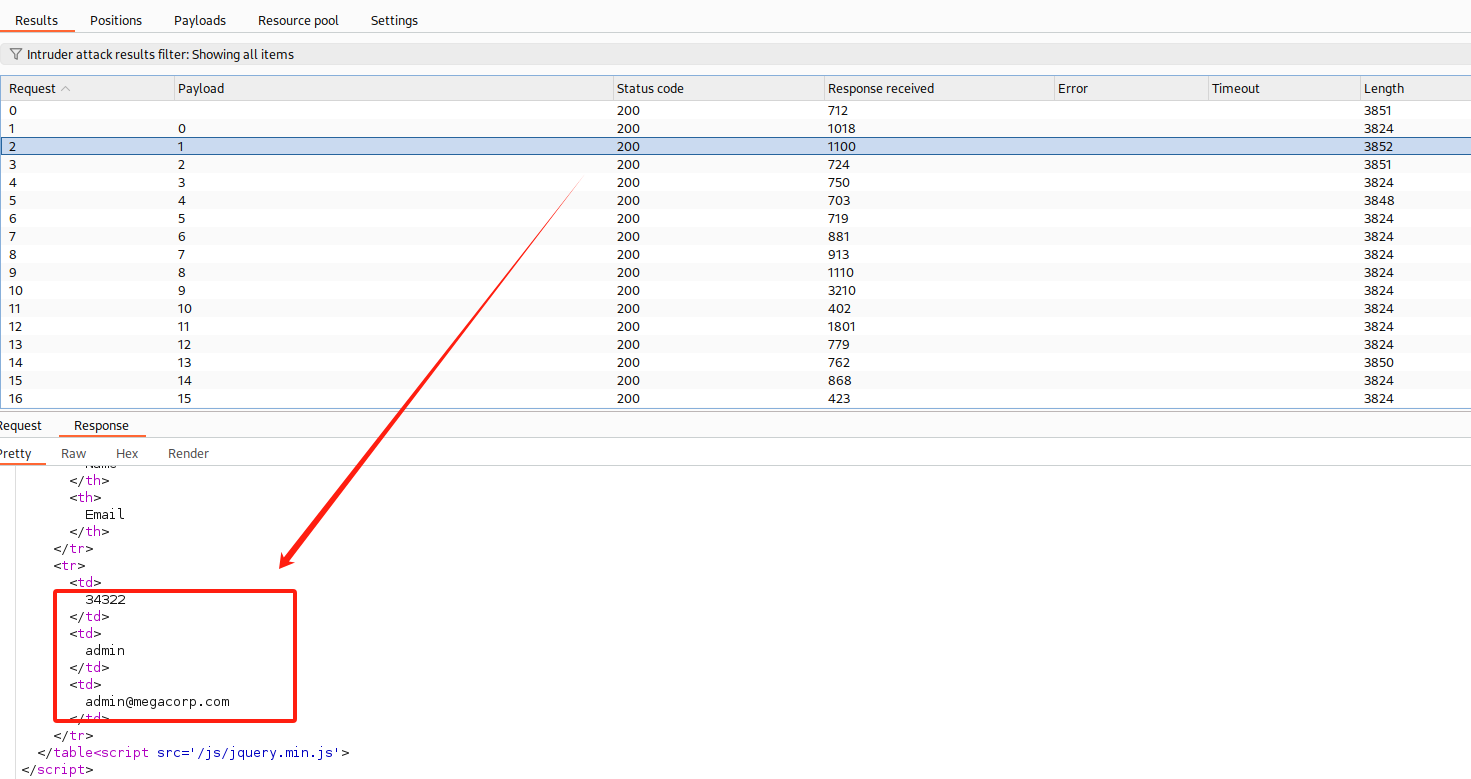 Results Positions Payloads Resource pool Settings
Intruder attack results filter: Showing all items
Request Payload Status code Response received Error Timeout Length
0 200 712 3851
1 0 200 1018 3824
2 1 200 1100 3852
3 2 200 724 3851
4 3 200 750 3824
5 4 200 703 3848
6 5 200 719 3824
7 6 200 881 3824
8 7 200 913 3824
9 8 200 1110 3824
10 9 200 3210 3824
11 10 200 402 3824
12 11 200 1801 3824
13 12 200 779 3824
14 13 200 762 3850
15 14 200 868 3824
16 15 200 423 3824
Request Response
Pretty Raw Hex Render
Name
</th>
<th>
Email
</th>
</tr>
<tr>
<td>
34322
</td>
<td>
admin
</td>
<td>
admin@megacorp.com
</td>
</tr>
</table<script src='/js/jquery.min.js'>
</script>